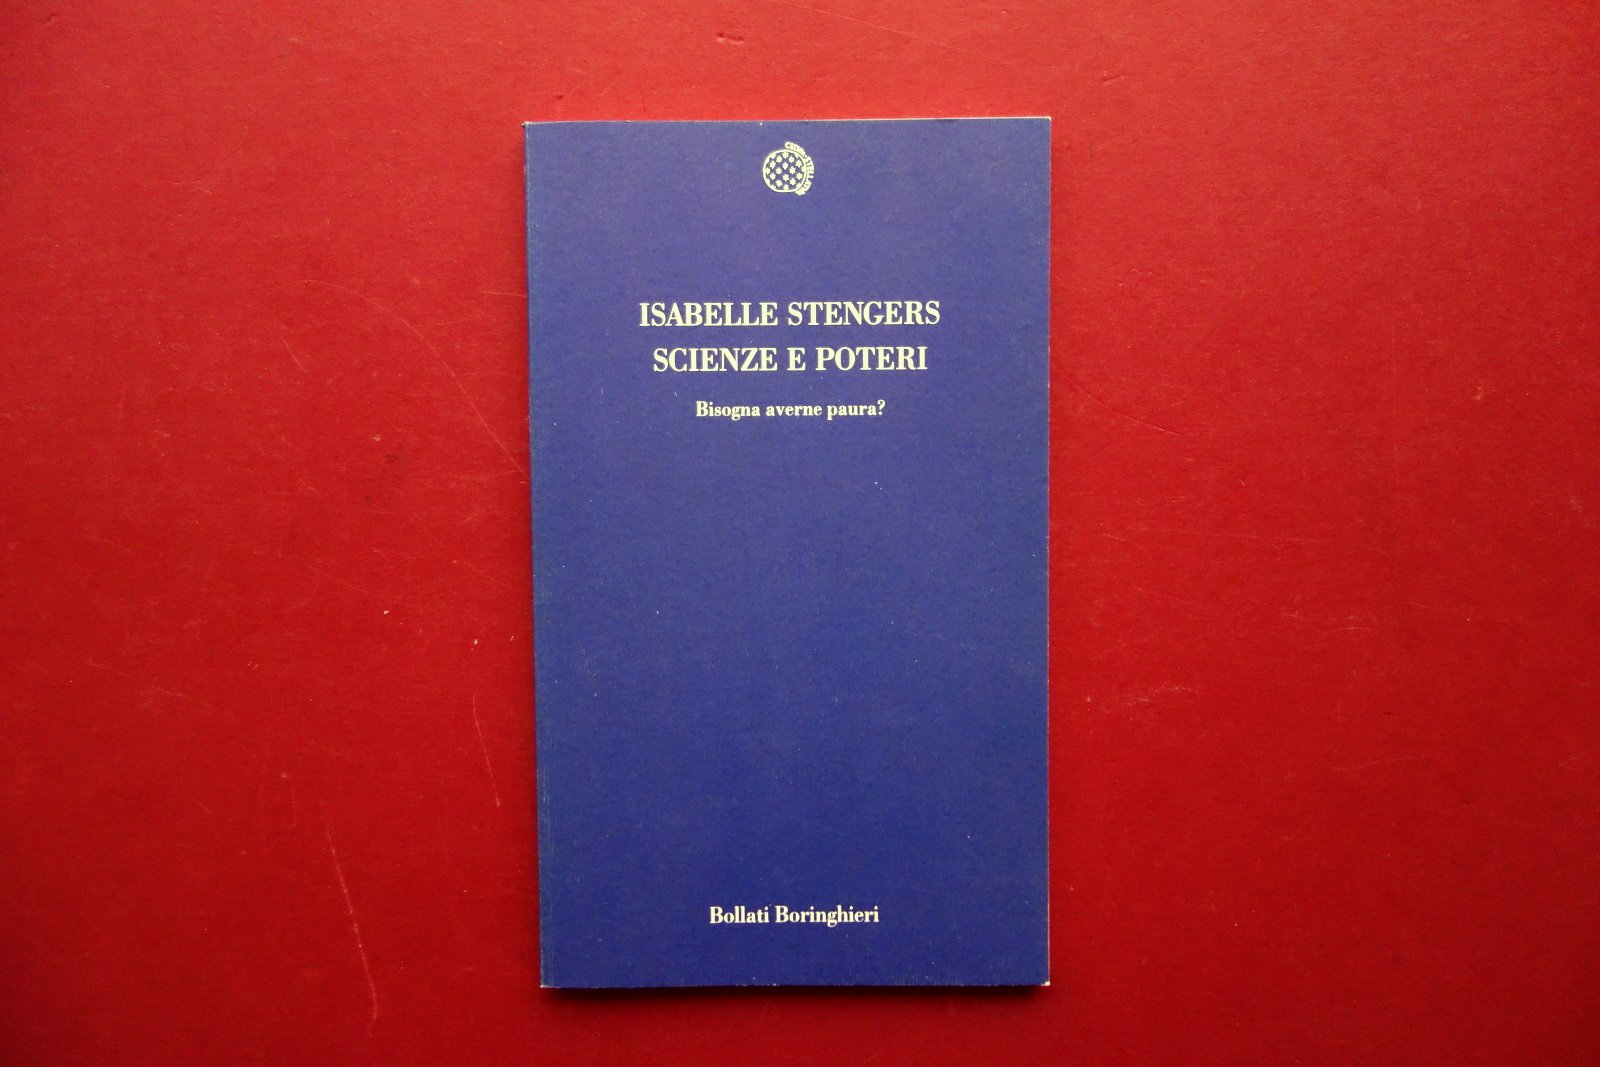 ISABELLE STENGERS
SCIENZE E POTERI
Bisogna averne paura?
Bollati Boringhieri